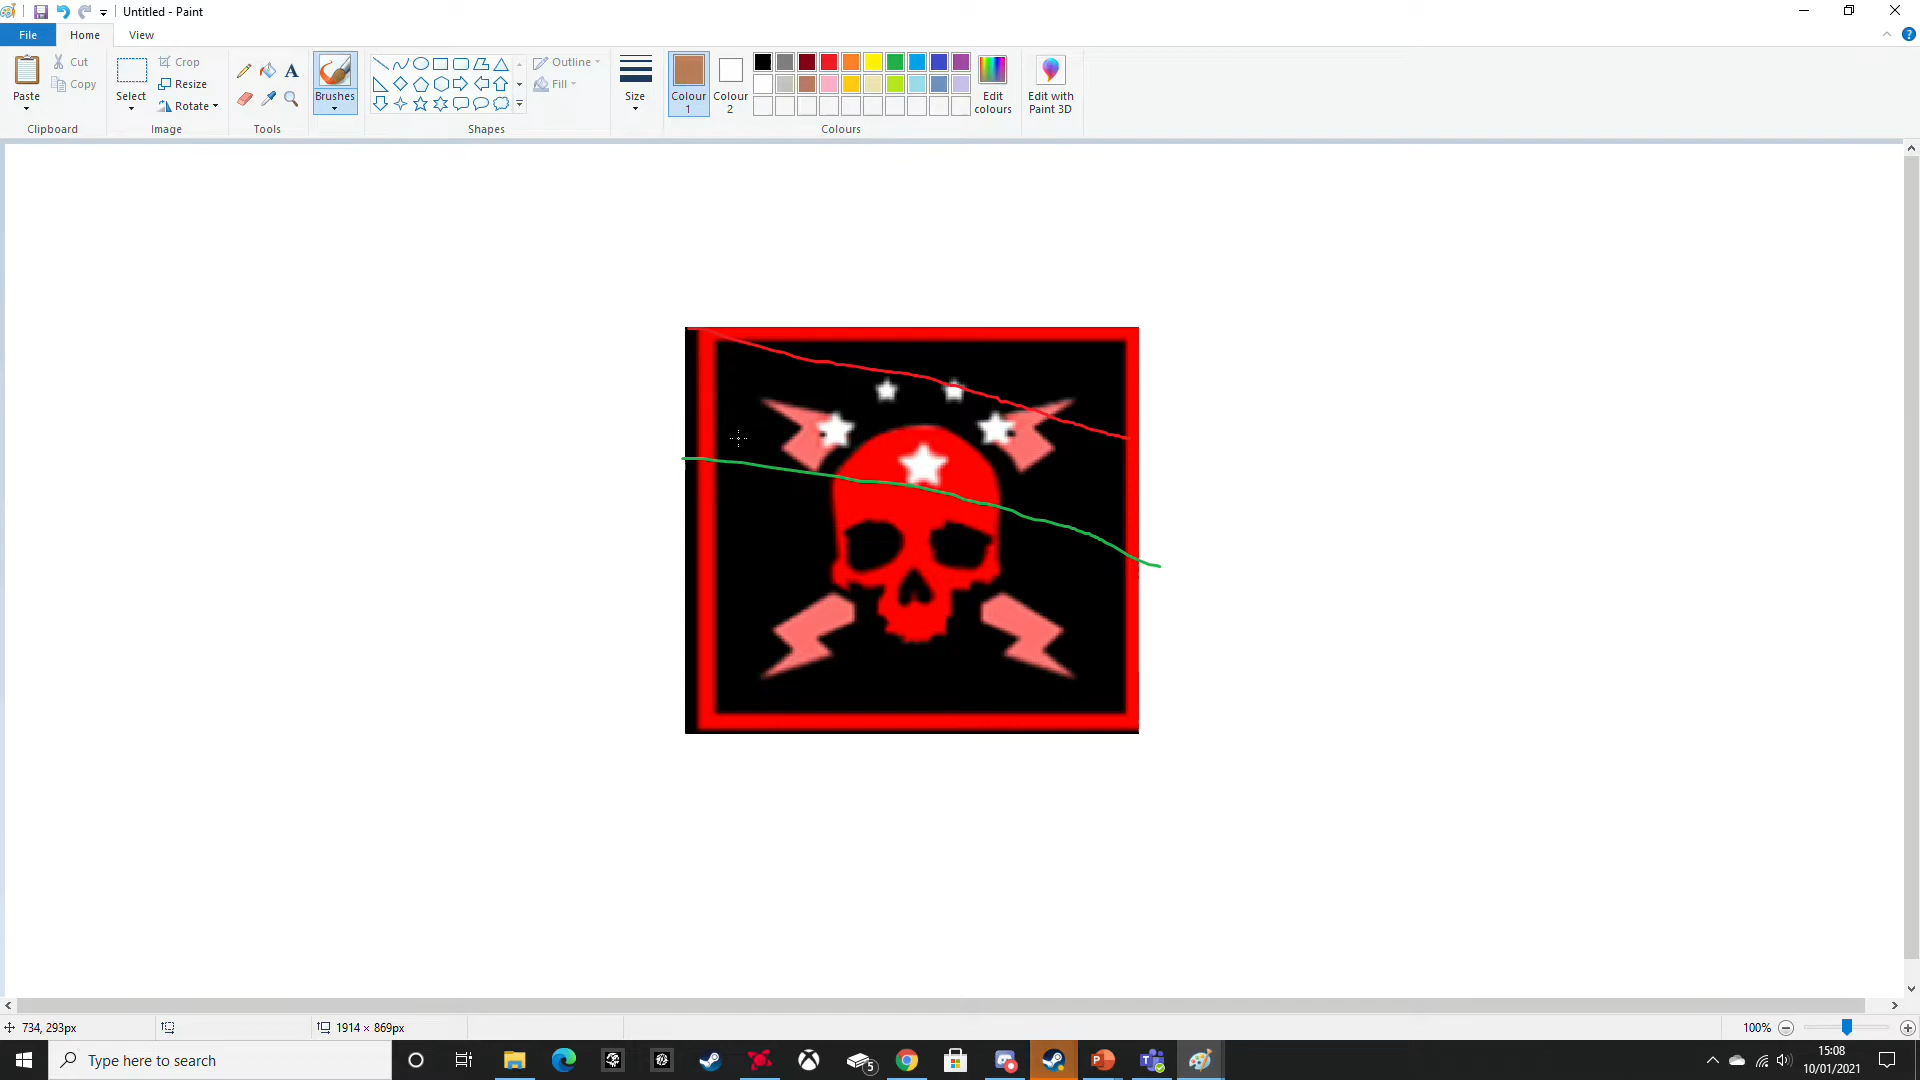 Untitled - Paint
File Home View
Paste
Cut
Copy
Clipboard
Select
Crop
Resize
Rotate
Image
Tools
Brushes
Outline
Fill
Shapes
Size
Colour 1
Colour 2
Edit colours
Colours
Edit with Paint 3D
734, 293px
1914 × 869px
100%
Type here to search
5
15:08
10/01/2021